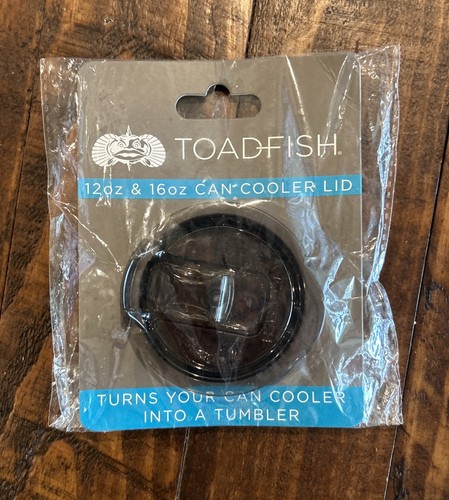 TOADFISH®
12oz & 16oz CAN COOLER LID
TURNS YOUR CAN COOLER
INTO A TUMBLER